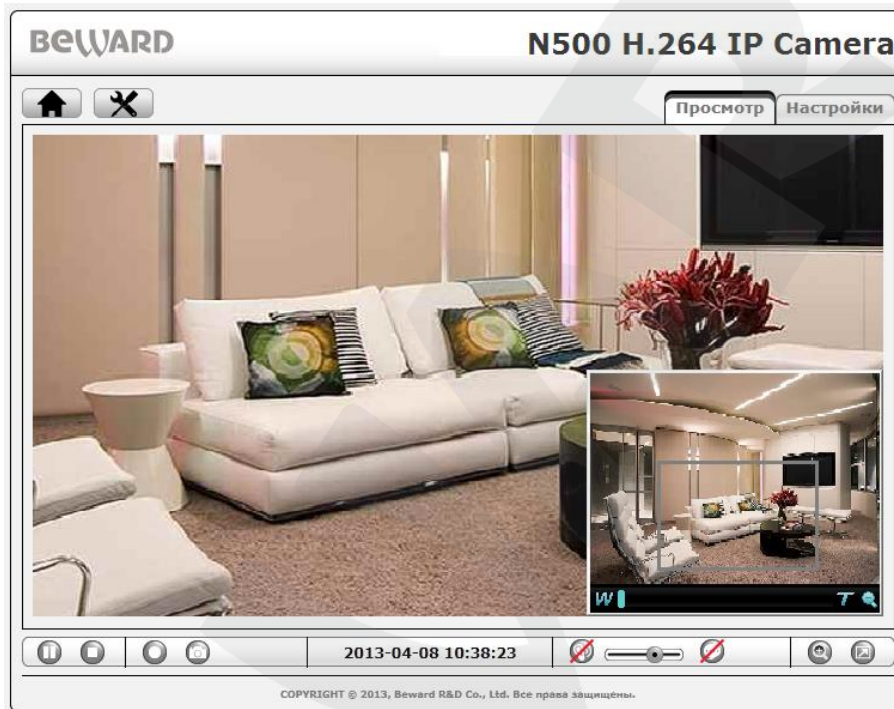 BEWARD
N500 H.264 IP Camera
Просмотр
Настройки
W
T
2013-04-08 10:38:23
COPYRIGHT © 2013, Beward R&D Co., Ltd. Все права защищены.